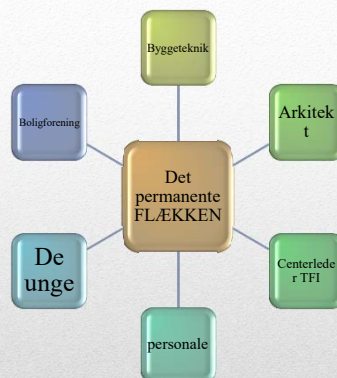 Byggeteknik
Arkitek
t
Centerlede
r TFI
personale
De
unge
Boligforening
Det
permanente
FLÆKKEN